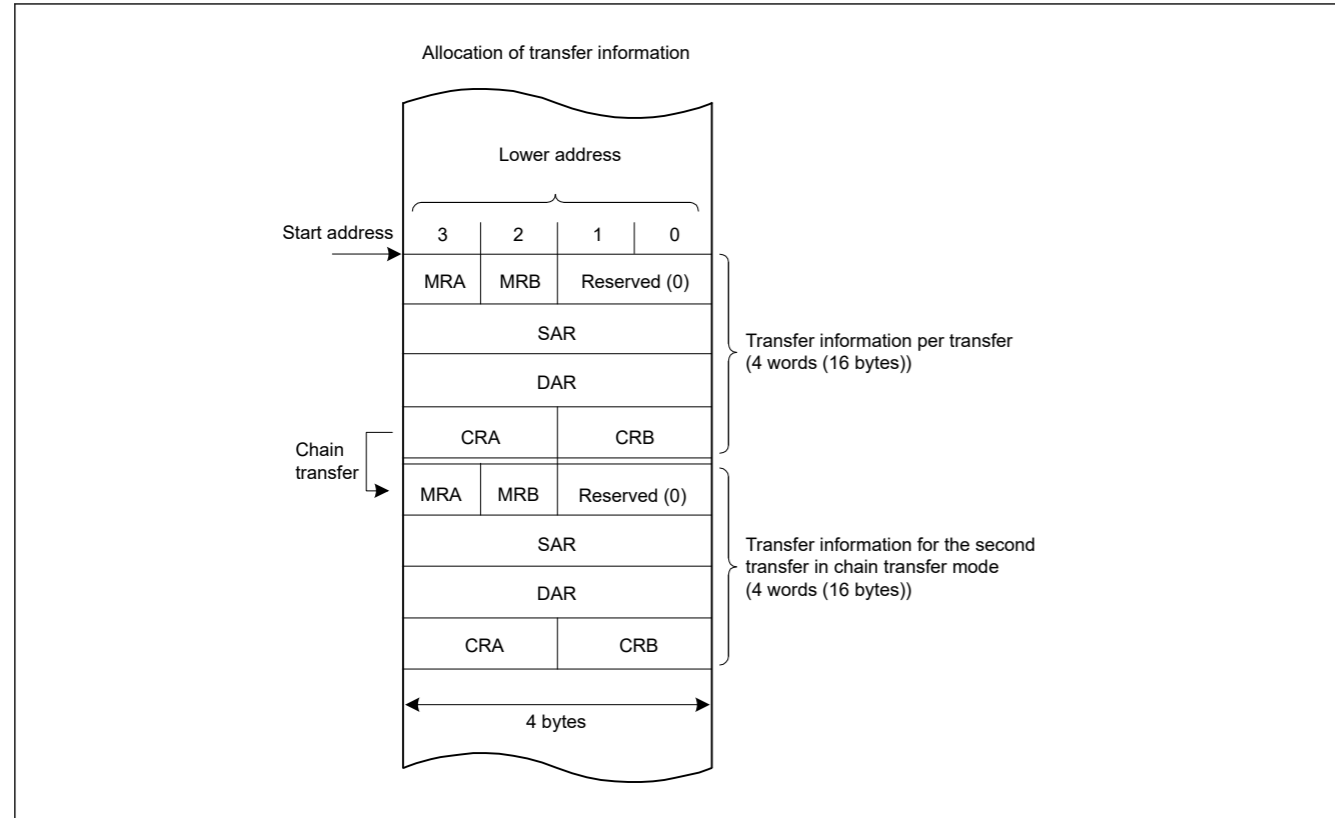 Allocation of transfer information
Lower address
Start address
3 2 1 0
MRA MRB Reserved (0)
SAR
DAR
CRA CRB
Transfer information per transfer
(4 words (16 bytes))
Chain
transfer
MRA MRB Reserved (0)
SAR
DAR
CRA CRB
Transfer information for the second
transfer in chain transfer mode
(4 words (16 bytes))
4 bytes